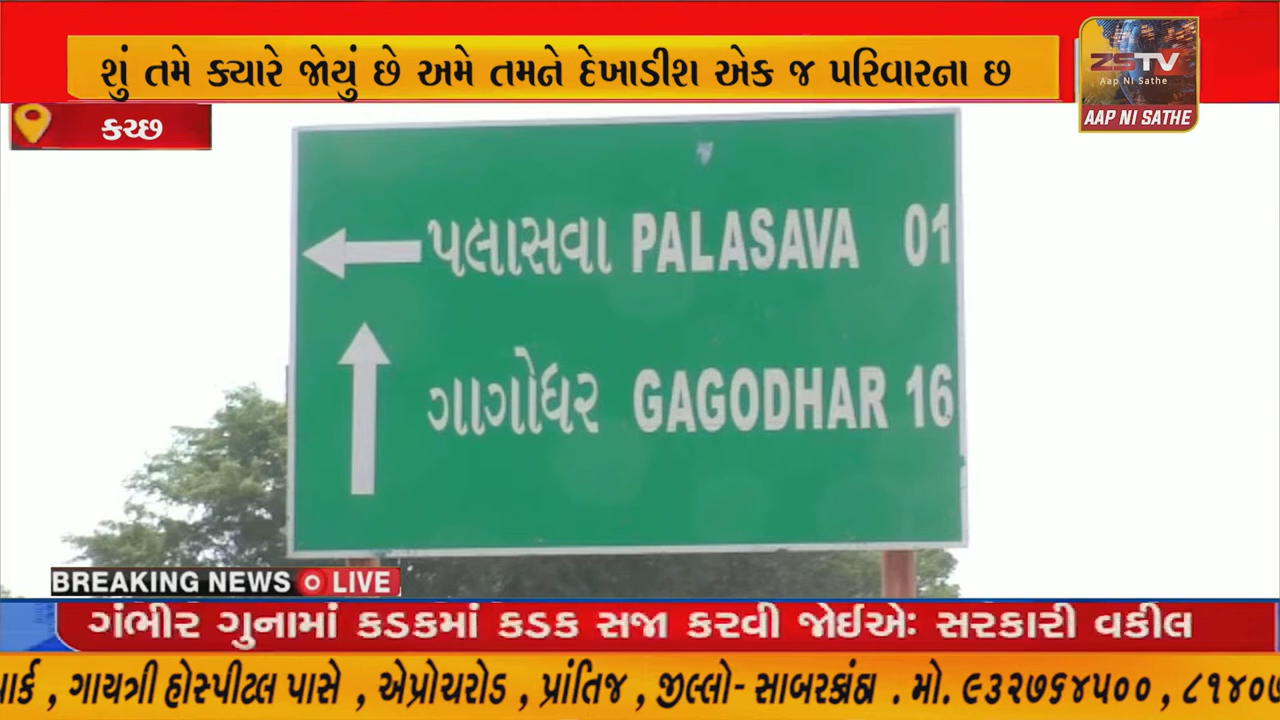 શું તમે ક્યારે જોયું છે અમે તમને દેખાડીશ એક જ પરિવારના છ
ZSTV
Aap Ni Sathe
AAP NI SATHE
કચ્છ
પલાસવા PALASAVA 01
ગાગોધર GAGODHAR 16
BREAKING NEWS LIVE
ગંભીર ગુનામાં કડકમાં કડક સજા કરવી જોઈએઃ સરકારી વકીલ
પાર્ક , ગાયત્રી હોસ્પીટલ પાસે , એપ્રોચરોડ , પ્રાંતિજ , જીલ્લો- સાબરકાંઠા . મો. ૯૩૨૭૬૪૫૦૦ , ૮૧૪૦૭